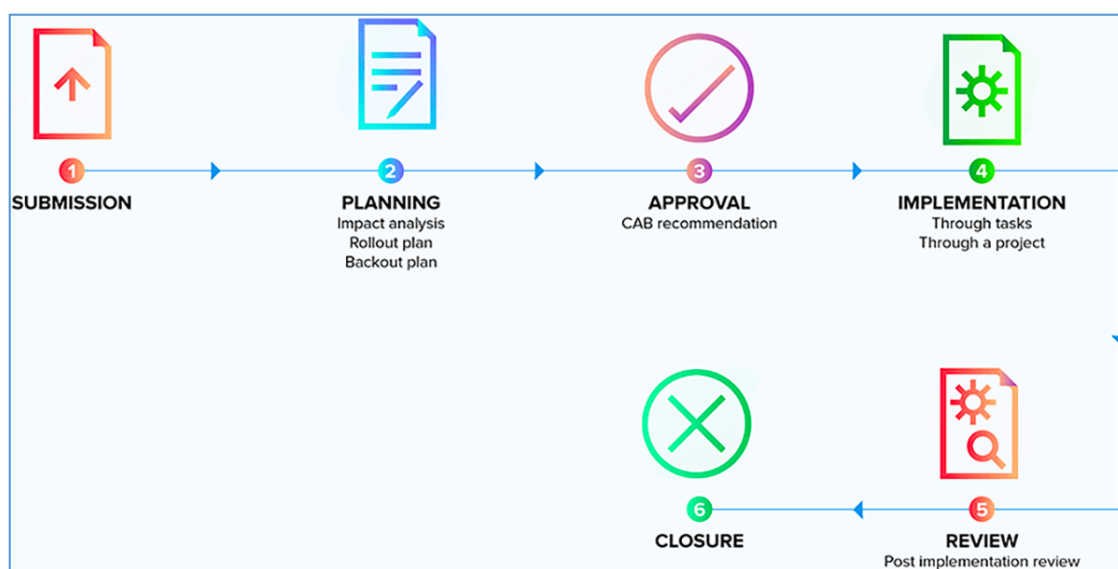 1
SUBMISSION
2
PLANNING
Impact analysis
Rollout plan
Backout plan
3
APPROVAL
CAB recommendation
4
IMPLEMENTATION
Through tasks
Through a project
5
REVIEW
Post implementation review
6
CLOSURE